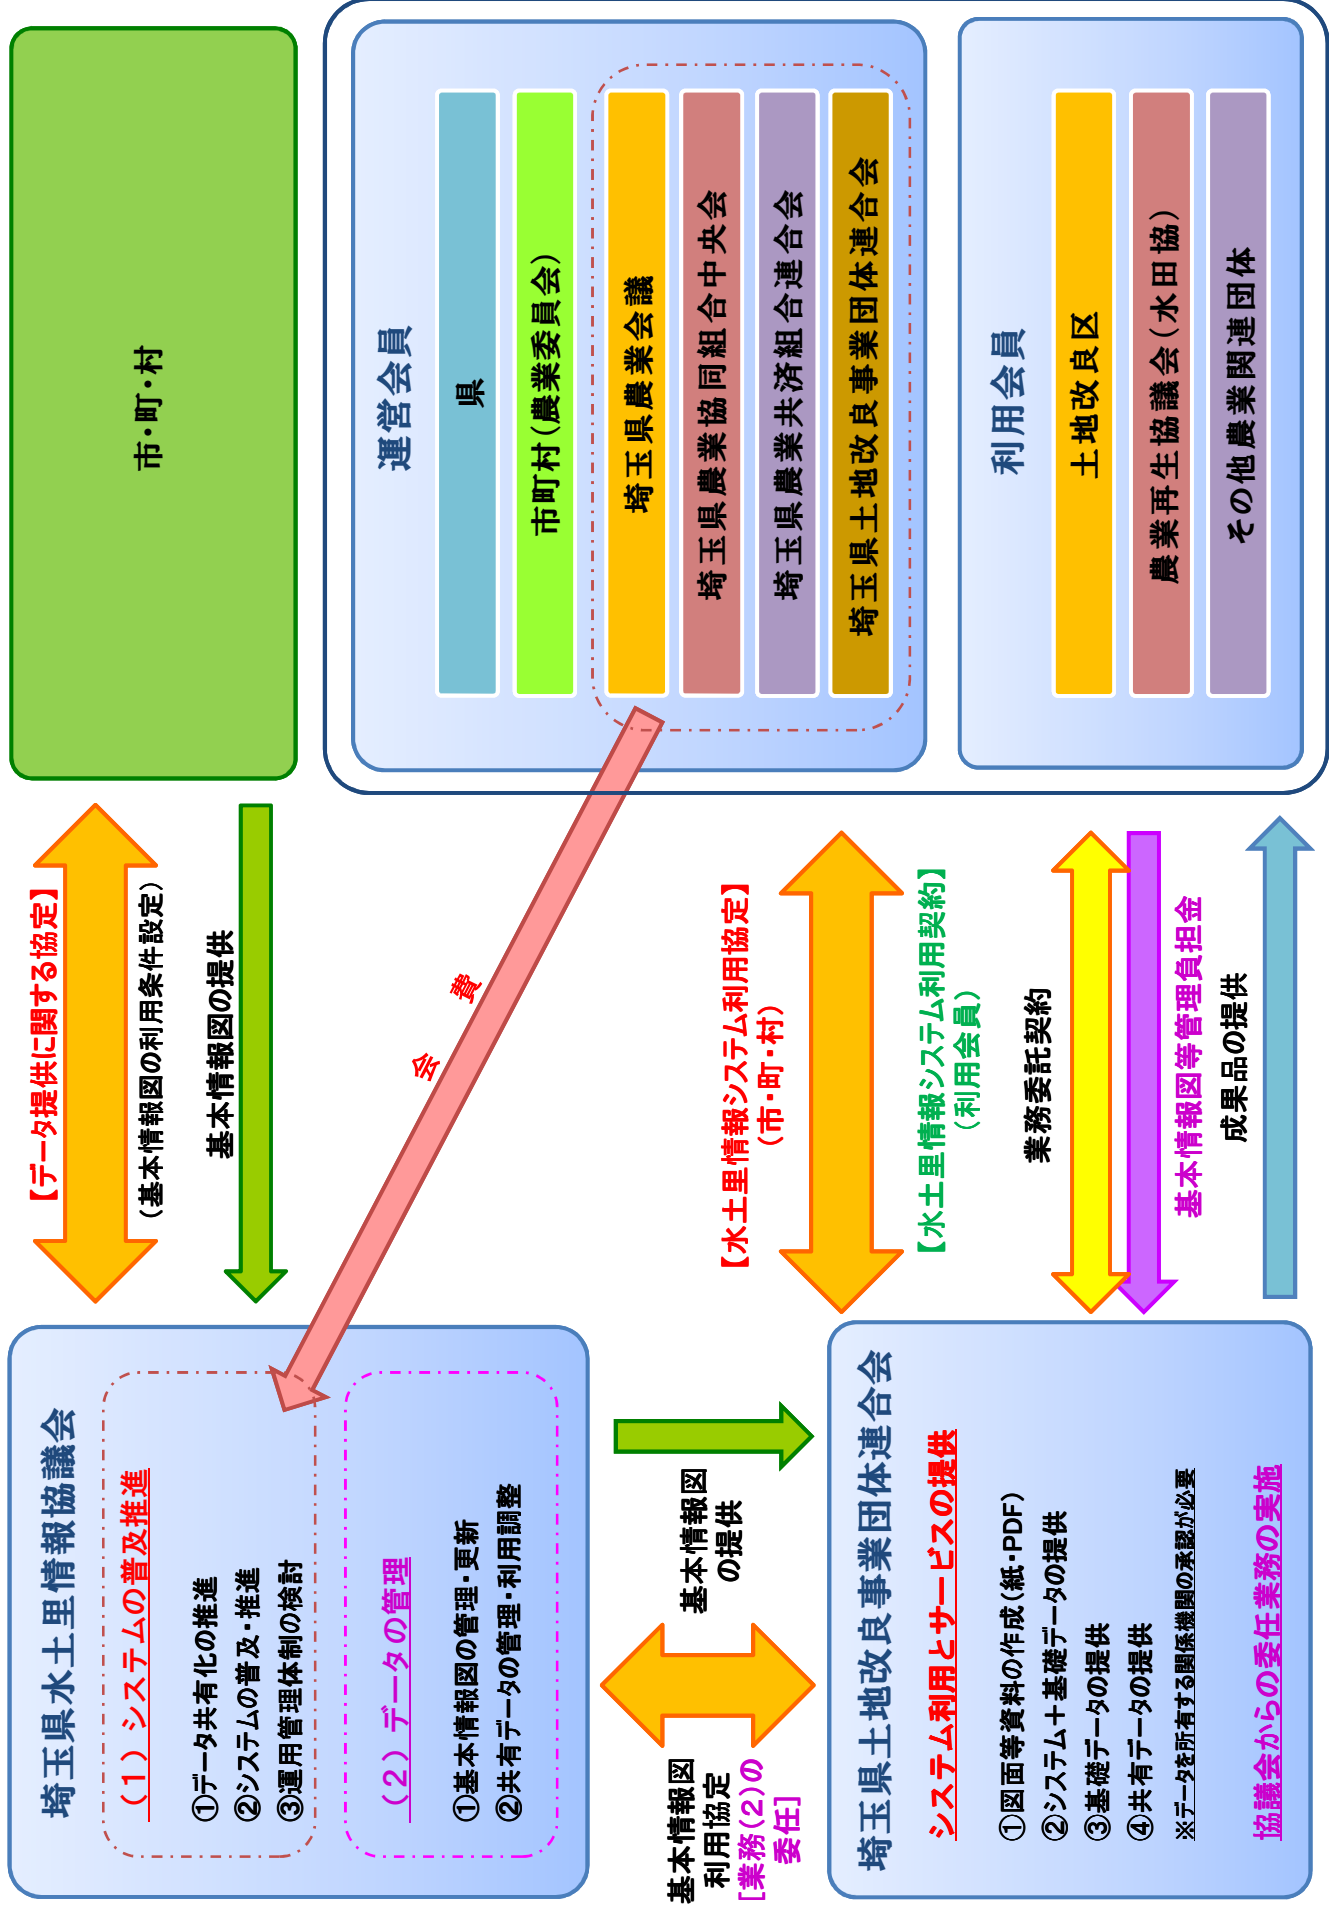 埼玉県水土里情報協議会
（１）システムの普及推進
①データ共有化の推進
②システムの普及・推進
③運用管理体制の検討
（２）データの管理
①基本情報図の管理・更新
②共有データの管理・利用調整
【データ提供に関する協定】
（基本情報図の利用条件設定）
基本情報図の提供
市・町・村
会　費
基本情報図
利用協定
[業務（2）の
委任]
基本情報図
の提供
運営会員
県
市町村（農業委員会）
埼玉県農業会議
埼玉県農業協同組合中央会
埼玉県農業共済組合連合会
埼玉県土地改良事業団体連合会
【水土里情報システム利用協定】
（市・町・村）
【水土里情報システム利用契約】
（利用会員）
業務委託契約
基本情報図等管理負担金
成果品の提供
利用会員
土地改良区
農業再生協議会（水田協）
その他農業関連団体
埼玉県土地改良事業団体連合会
システム利用とサービスの提供
①図面等資料の作成（紙・PDF）
②システム＋基礎データの提供
③基礎データの提供
④共有データの提供
※データを所有する関係機関の承認が必要
協議会からの委任業務の実施